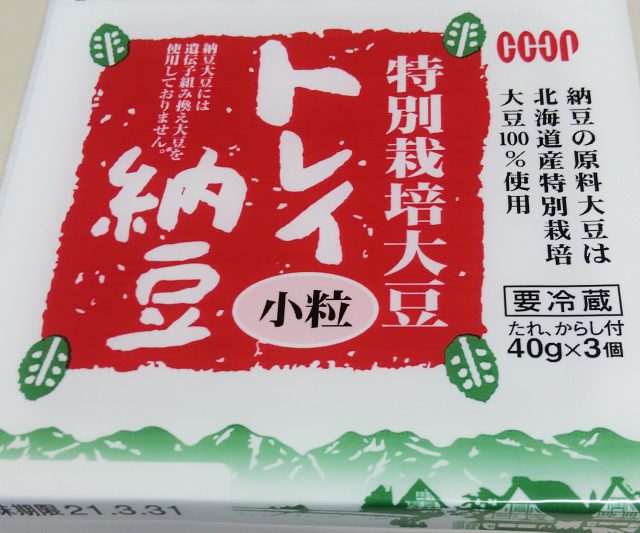 COOP
納豆の原料大豆は
北海道産特別栽培
大豆100%使用
特別栽培大豆
トレイ
納豆
小粒
納豆大豆には
遺伝子組み換え大豆を
使用しておりません。
要冷蔵
たれ、からし付
40g×3個
味期限21.3.31